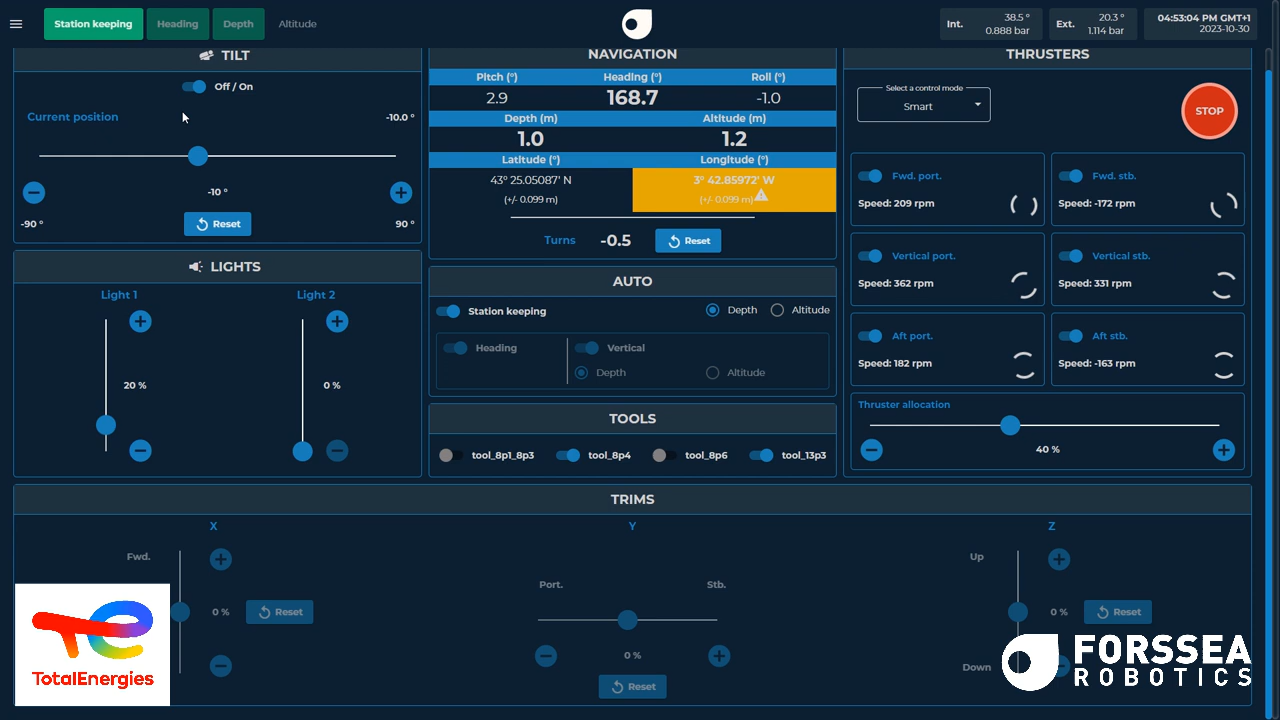 Station keeping
Heading
Depth
Altitude
Int.
38.5 °
0.888 bar
Ext.
20.3 °
1.114 bar
04:53:04 PM GMT+1
2023-10-30
TILT
Off / On
Current position
-10.0 °
-10 °
-90 °
Reset
90 °
LIGHTS
Light 1
Light 2
20 %
0 %
NAVIGATION
Pitch (°)
Heading (°)
Roll (°)
2.9
168.7
-1.0
Depth (m)
Altitude (m)
1.0
1.2
Latitude (°)
Longitude (°)
43° 25.05087' N
3° 42.85972' W
(+/- 0.099 m)
(+/- 0.099 m)
Turns
-0.5
Reset
AUTO
Station keeping
Depth
Altitude
Heading
Vertical
Depth
Altitude
TOOLS
tool_8p1_8p3
tool_8p4
tool_8p6
tool_13p3
THRUSTERS
Select a control mode
Smart
STOP
Fwd. port.
Speed: 209 rpm
Fwd. stb.
Speed: -172 rpm
Vertical port.
Speed: 362 rpm
Vertical stb.
Speed: 331 rpm
Aft port.
Speed: 182 rpm
Aft stb.
Speed: -163 rpm
Thruster allocation
40 %
TRIMS
X
Fwd.
0 %
Reset
Y
Port.
Stb.
0 %
Reset
Z
Up
0 %
Reset
Down
TotalEnergies
FORSSEA
ROBOTICS